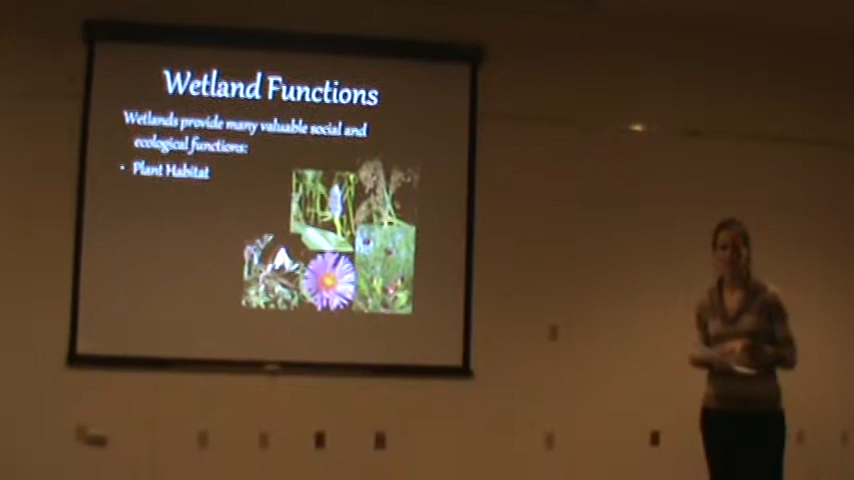 Wetland Functions
Wetlands provide many valuable social and
ecological functions:
• Plant Habitat